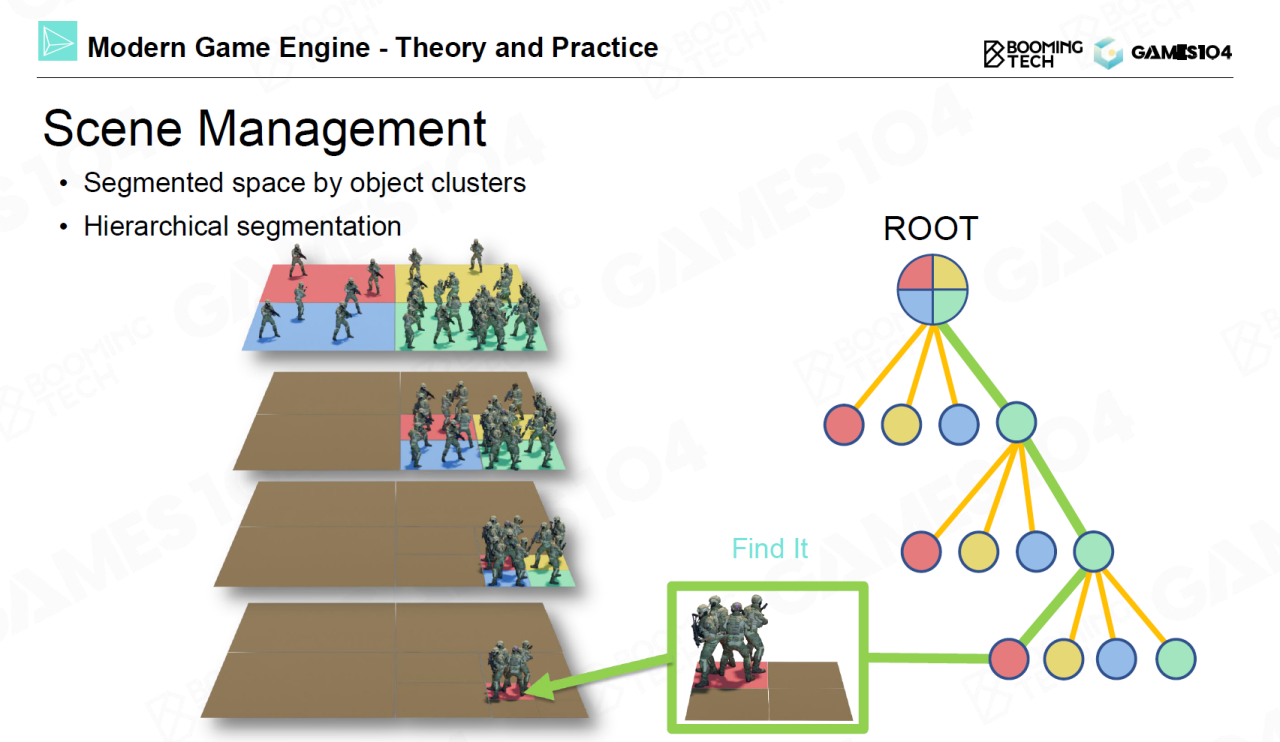 Modern Game Engine - Theory and Practice
BOOMING
TECH
GAMES104
Scene Management
• Segmented space by object clusters
• Hierarchical segmentation
ROOT
Find It